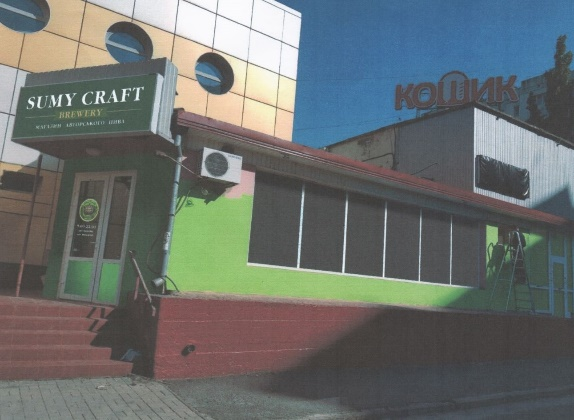 SUMY CRAFT
BREWERY
МАГАЗИН АВТОРСЬКОГО ПИВА
КОШИК